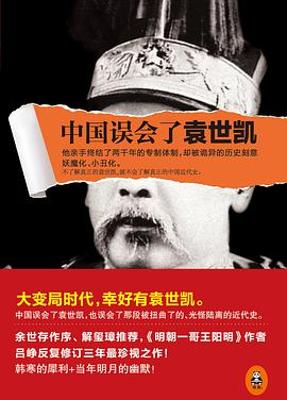 中国误会了袁世凯
他亲手终结了两千年的专制体制，却被诡异的历史刻意
妖魔化、小丑化。
不了解真正的袁世凯，就不会了解真正的中国近代史。
大变局时代，幸好有袁世凯。
中国误会了袁世凯，也误会了那段被扭曲了的、光怪陆离的近代史。
余世存作序、解玺璋推荐，《明朝一哥王阳明》作者
吕峥反复修订三年最珍视之作！
韩寒的犀利+当年明月的幽默！